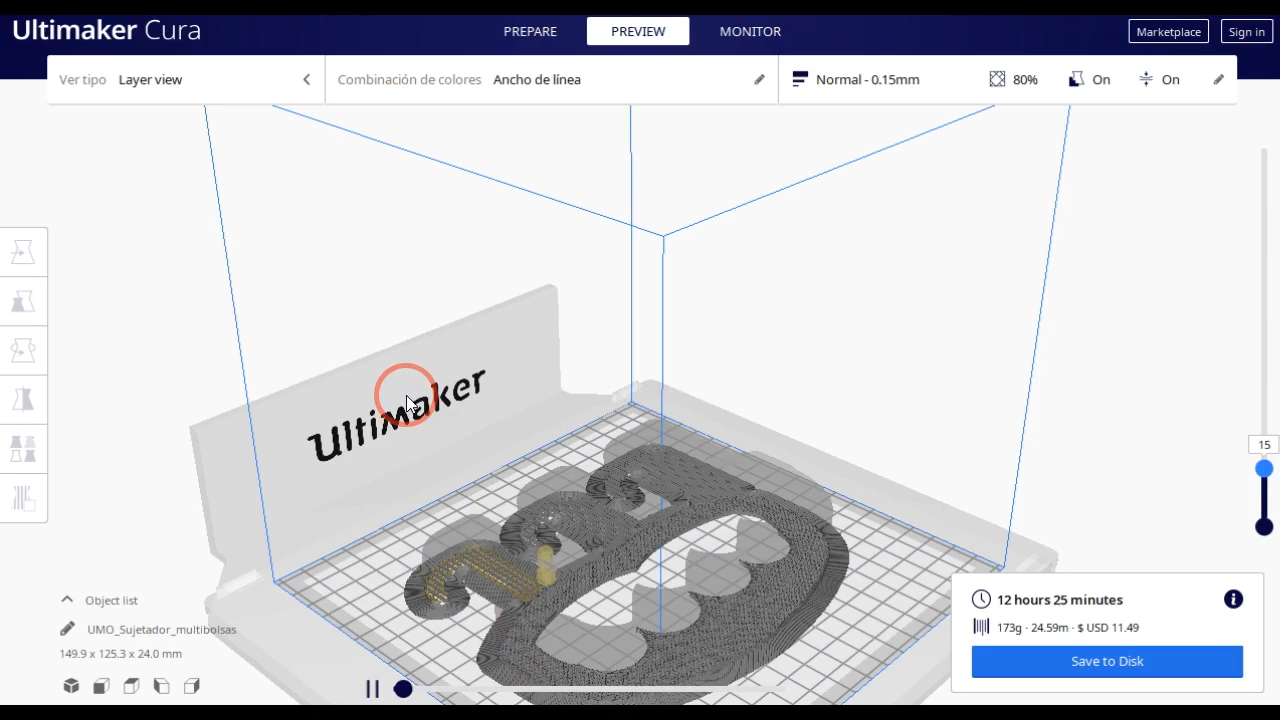 Ultimaker Cura
PREPARE
PREVIEW
MONITOR
Marketplace
Sign in
Ver tipo Layer view
Combinación de colores Ancho de línea
Normal - 0.15mm
80%
On
On
Ultimaker
15
Object list
UMO_Sujetador_multibolsas
149.9 x 125.3 x 24.0 mm
12 hours 25 minutes
173g · 24.59m · $ USD 11.49
Save to Disk